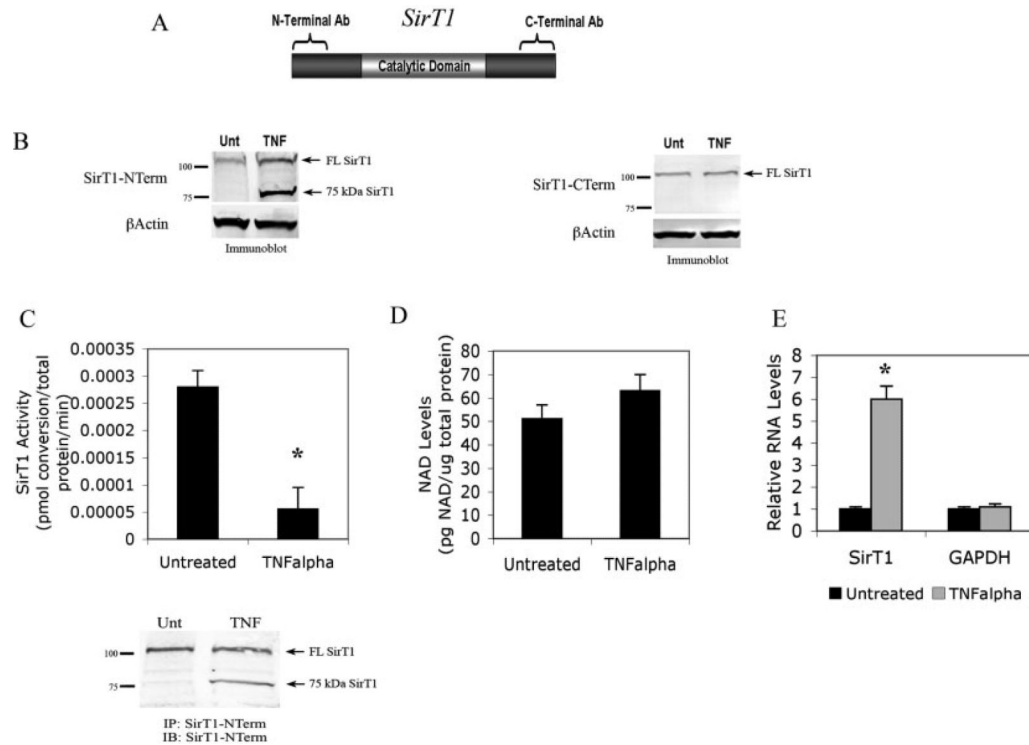 A
N-Terminal Ab
SirT1
C-Terminal Ab
Catalytic Domain
B
Unt TNF
SirT1-NTerm
100
75
FL SirT1
75 kDa SirT1
βActin
Immunoblot
Unt TNF
SirT1-CTerm
100
75
FL SirT1
βActin
Immunoblot
C
SirT1 Activity
(pmol conversion/total
protein/min)
0.00035
0.0003
0.00025
0.0002
0.00015
0.0001
0.00005
0
*
Untreated TNFalpha
Unt TNF
100
75
FL SirT1
75 kDa SirT1
IP: SirT1-NTerm
IB: SirT1-NTerm
D
NAD Levels
(pg NAD/ug total protein)
80
70
60
50
40
30
20
10
0
Untreated TNFalpha
E
Relative RNA Levels
8
7
6
5
4
3
2
1
0
*
SirT1 GAPDH
Untreated TNFalpha